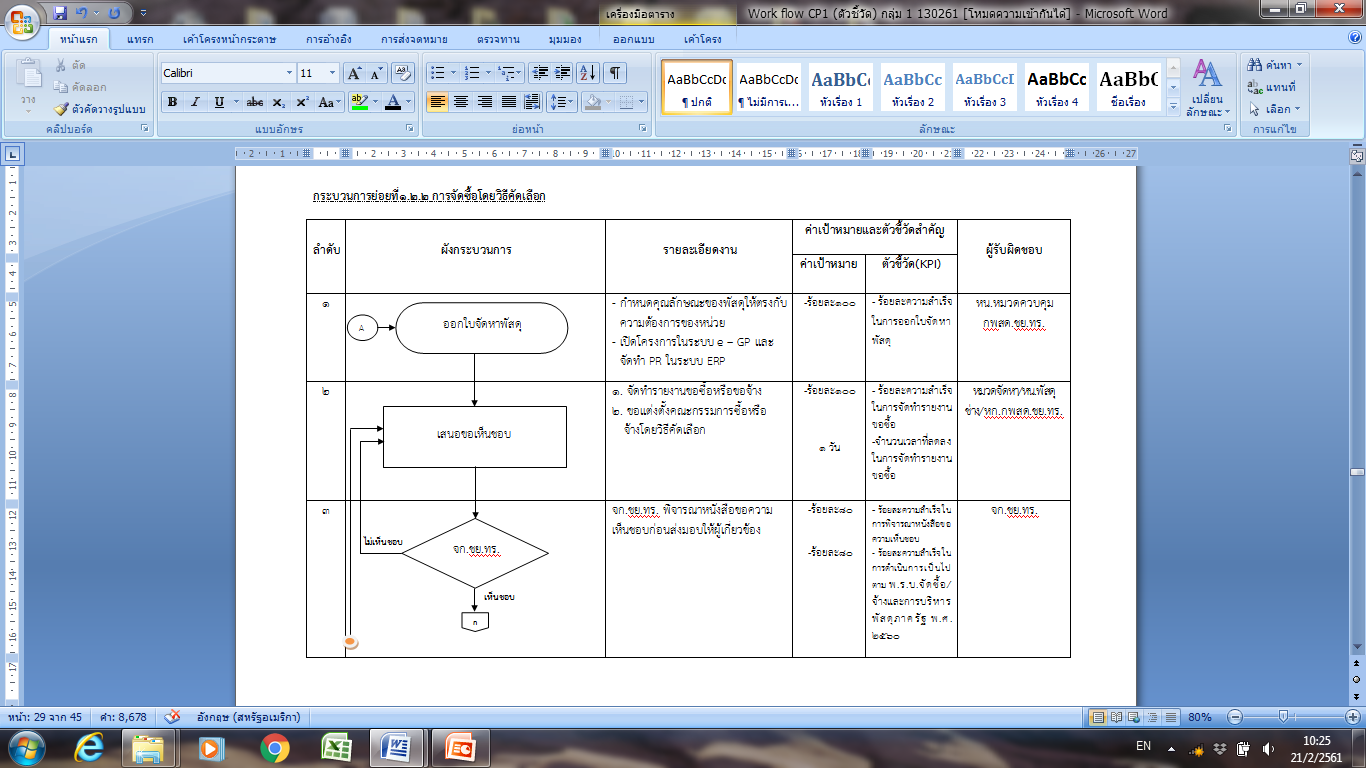 เครื่องมือตาราง
Work flow CP1 (ตัวชี้วัด) กลุ่ม 1 130261 [โหมดความเข้ากันได้] - Microsoft Word
หน้าแรก แทรก เค้าโครงหน้ากระดาษ การอ้างอิง การส่งจดหมาย ตรวจทาน มุมมอง ออกแบบ เค้าโครง
วาง
ตัด
คัดลอก
ตัวคัดวางรูปแบบ
คลิปบอร์ด
Calibri 11
B I U abc X₂ X² Aa
แบบอักษร
ย่อหน้า
AaBbCcDc AaBbCcDc AaBbC AaBbCc AaBbCcI AaBbCc AaBbC
¶ ปกติ ¶ ไม่มีการเ... หัวเรื่อง 1 หัวเรื่อง 2 หัวเรื่อง 3 หัวเรื่อง 4 ชื่อเรื่อง
ลักษณะ
เปลี่ยน
ลักษณะ
ค้นหา
แทนที่
เลือก
การแก้ไข
กระบวนการย่อยที่๑.๒.๒ การจัดซื้อโดยวิธีคัดเลือก
ลำดับ ผังกระบวนการ รายละเอียดงาน ค่าเป้าหมายและตัวชี้วัดสำคัญ ผู้รับผิดชอบ
ค่าเป้าหมาย ตัวชี้วัด(KPI)
๑
A
ออกใบจัดหาพัสดุ
- กำหนดคุณลักษณะของพัสดุให้ตรงกับ
ความต้องการของหน่วย
- เปิดโครงการในระบบ e – GP และ
จัดทำ PR ในระบบ ERP
-ร้อยละ๑๐๐
- ร้อยละความสำเร็จ
ในการออกใบจัดหา
พัสดุ
หน.หมวดควบคุม
กพสด.ชย.ทร.
๒
เสนอขอเห็นชอบ
๑. จัดทำรายงานขอซื้อหรือขอจ้าง
๒. ขอแต่งตั้งคณะกรรมการซื้อหรือ
จ้างโดยวิธีคัดเลือก
-ร้อยละ๑๐๐
๑ วัน
- ร้อยละความสำเร็จ
ในการจัดทำรายงาน
ขอซื้อ
-จำนวนเวลาที่ลดลง
ในการจัดทำรายงาน
ขอซื้อ
หมวดจัดหา/หน.พัสดุ
ช่าง/หก.กพสด.ชย.ทร.
๓
ไม่เห็นชอบ
จก.ชย.ทร.
เห็นชอบ
ก
จก.ชย.ทร. พิจารณาหนังสือขอความ
เห็นชอบก่อนส่งมอบให้ผู้เกี่ยวข้อง
-ร้อยละ๘๐
-ร้อยละ๘๐
- ร้อยละความสำเร็จใน
การพิจารณาหนังสือขอ
ความเห็นชอบ
- ร้อยละความสำเร็จใน
การดำเนินการเป็นไป
ตาม พ.ร.บ.จัดซื้อ/
จ้างและการบริหาร
พัสดุภาครัฐ พ.ศ.
๒๕๖๐
จก.ชย.ทร.
หน้า: 29 จาก 45 คำ: 8,678 อังกฤษ (สหรัฐอเมริกา) 80%
EN
10:25
21/2/2561